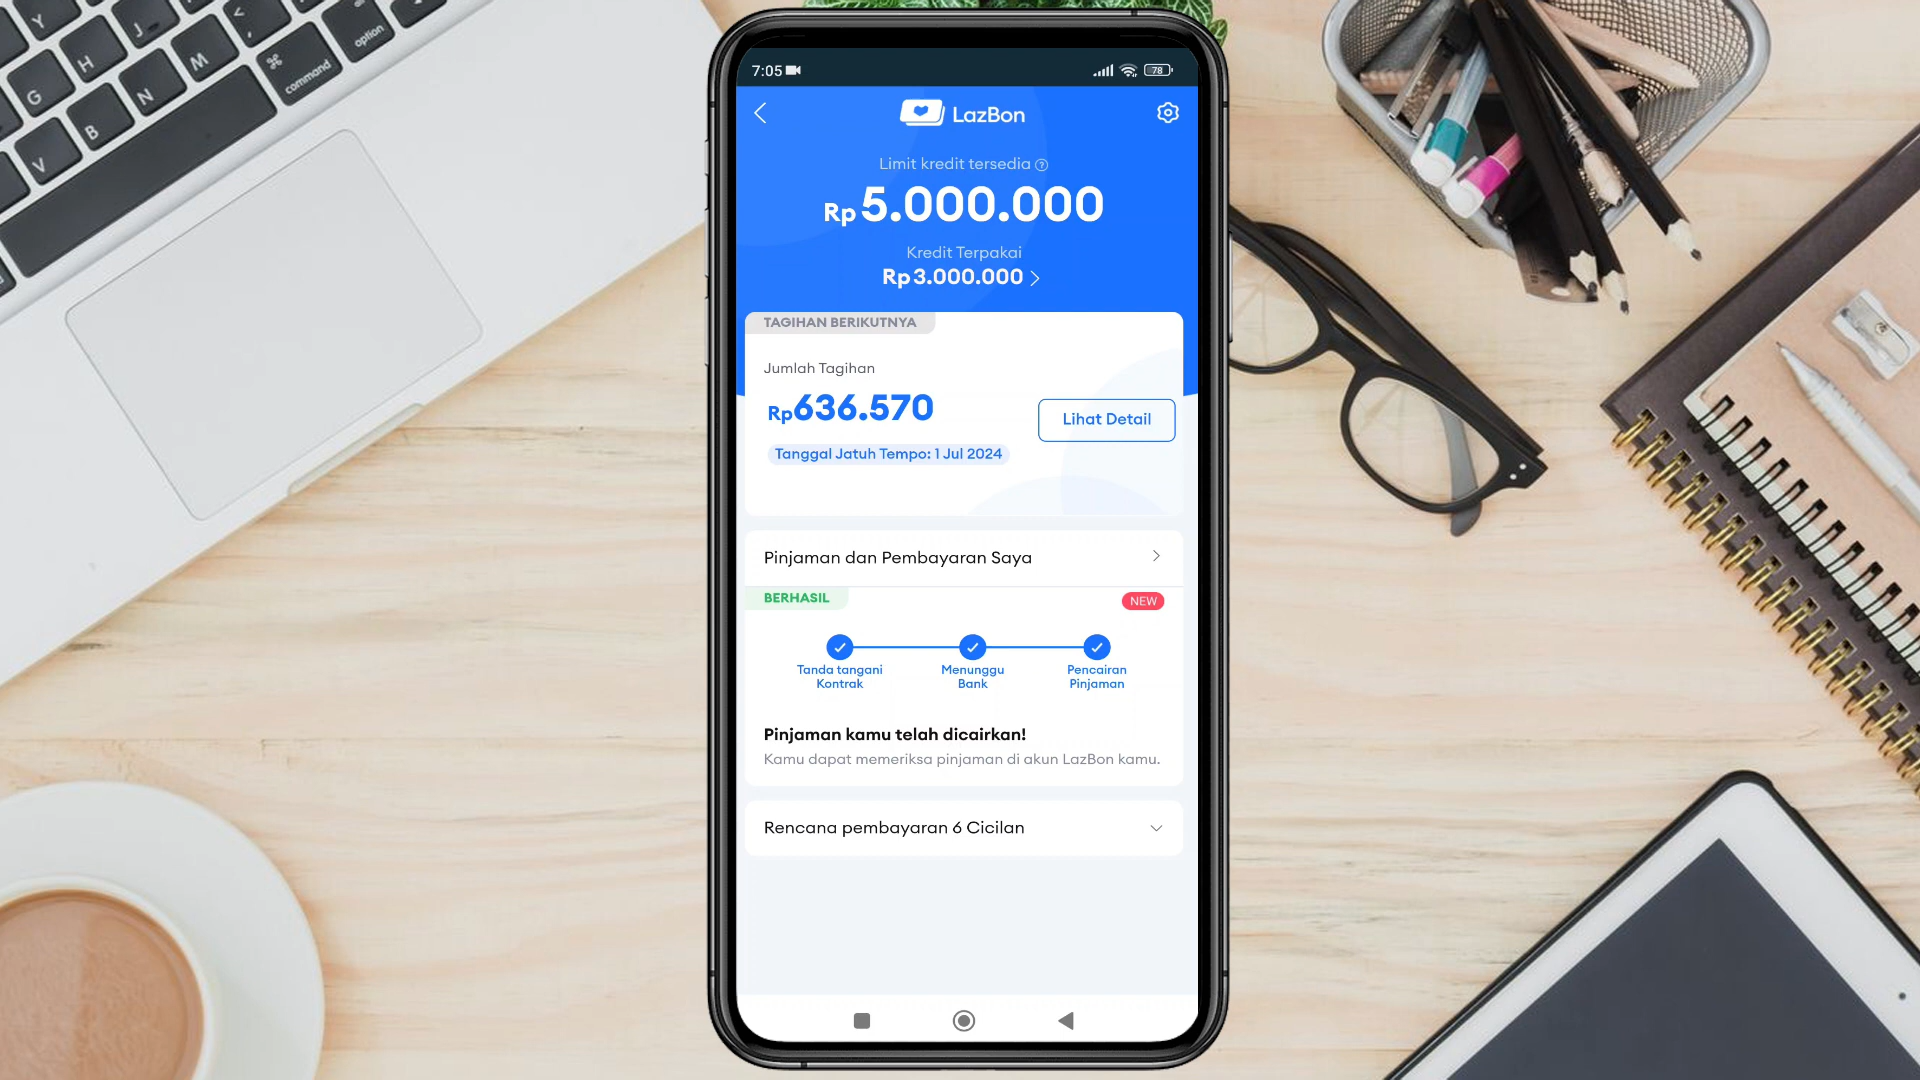 7:05
78
LazBon
Limit kredit tersedia ?
Rp5.000.000
Kredit Terpakai
Rp3.000.000
TAGIHAN BERIKUTNYA
Jumlah Tagihan
Rp636.570
Lihat Detail
Tanggal Jatuh Tempo: 1 Jul 2024
Pinjaman dan Pembayaran Saya
BERHASIL
NEW
Tanda tangani Kontrak
Menunggu Bank
Pencairan Pinjaman
Pinjaman kamu telah dicairkan!
Kamu dapat memeriksa pinjaman di akun LazBon kamu.
Rencana pembayaran 6 Cicilan
Y
H
J
G
B
N
M
V
<
command
option